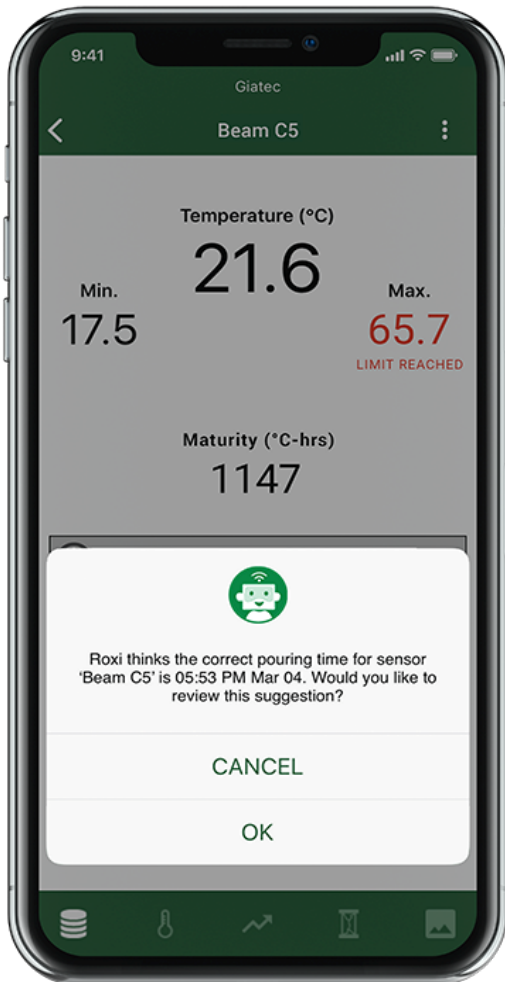 9:41
Giatec
Beam C5
Temperature (°C)
21.6
Min.
17.5
Max.
65.7
LIMIT REACHED
Maturity (°C-hrs)
1147
Roxi thinks the correct pouring time for sensor
‘Beam C5’ is 05:53 PM Mar 04. Would you like to
review this suggestion?
CANCEL
OK